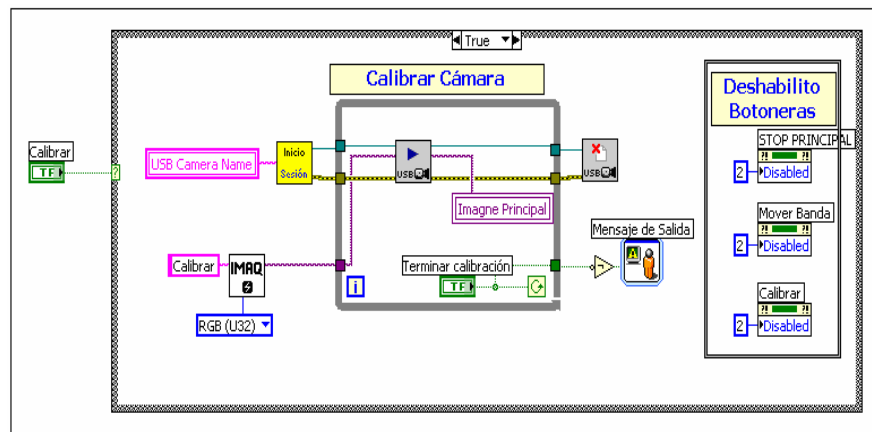 True
Calibrar Cámara
Deshabilito
Botoneras
STOP PRINCIPAL
Calibrar
TF
?
USB Camera Name
Inicio
Sesión
USB
USB
2
Disabled
Imagne Principal
Mover Banda
Mensaje de Salida
2
Disabled
Calibrar
IMAQ
Terminar calibración
TF
i
A
RGB (U32)
Calibrar
2
Disabled